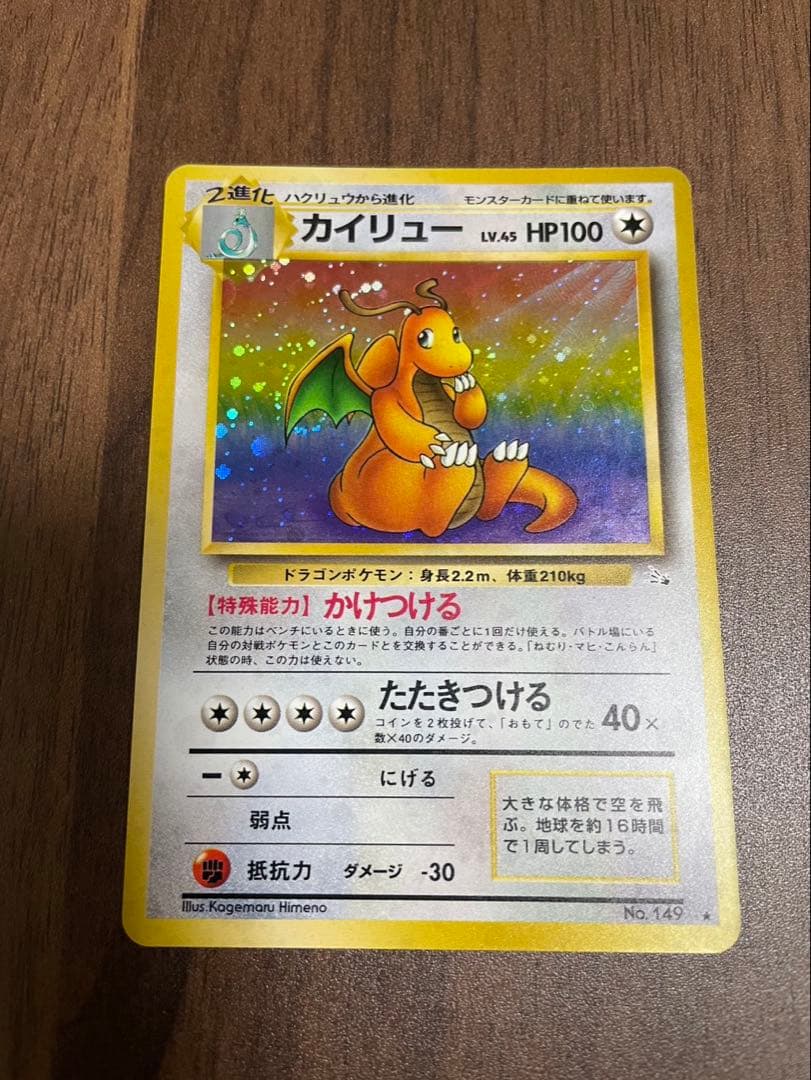 2進化 ハクリュウから進化 モンスターカードに重ねて使います。
カイリュー LV.45 HP100
ドラゴンポケモン：身長2.2m、体重210kg
【特殊能力】かけつける
この能力はベンチにいるときに使う。自分の番ごとに1回だけ使える。バトル場にいる
自分の対戦ポケモンとこのカードとを交換することができる。「ねむり・マヒ・こんらん」
状態の時、この力は使えない。
たたきつける
コインを2枚投げて、「おもて」のでた
数×40のダメージ。
40×
− にげる
弱点
抵抗力 ダメージ -30
大きな体格で空を飛
ぶ。地球を約16時間
で1周してしまう。
Illus.Kagemaru Himeno
No. 149 ★